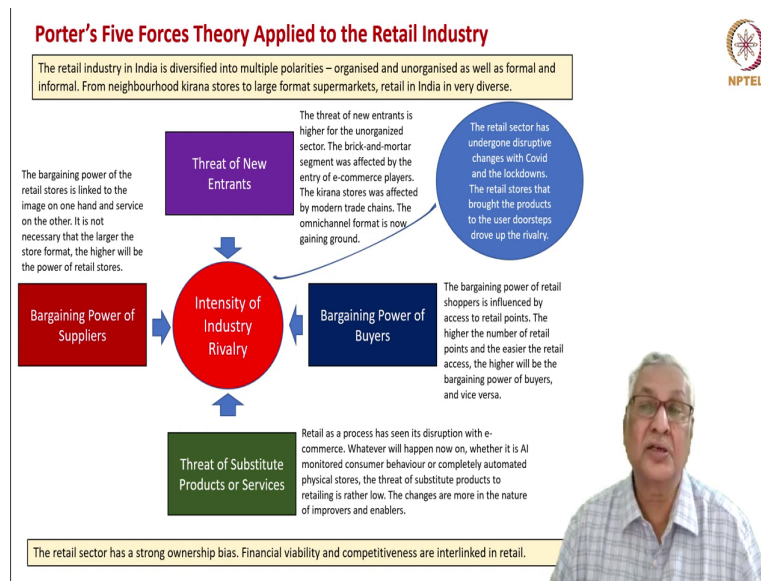 Porter's Five Forces Theory Applied to the Retail Industry
NPTEL
The retail industry in India is diversified into multiple polarities – organised and unorganised as well as formal and
informal. From neighbourhood kirana stores to large format supermarkets, retail in India in very diverse.
Threat of New
Entrants
The threat of new entrants is
higher for the unorganized
sector. The brick-and-mortar
segment was affected by the
entry of e-commerce players.
The kirana stores was affected
by modern trade chains. The
omnichannel format is now
gaining ground.
The retail sector has
undergone disruptive
changes with Covid
and the lockdowns.
The retail stores that
brought the products
to the user doorsteps
drove up the rivalry.
The bargaining power of the
retail stores is linked to the
image on one hand and service
on the other. It is not
necessary that the larger the
store format, the higher will be
the power of retail stores.
Bargaining Power of
Suppliers
Intensity of
Industry
Rivalry
Bargaining Power of
Buyers
The bargaining power of retail
shoppers is influenced by
access to retail points. The
higher the number of retail
points and the easier the retail
access, the higher will be the
bargaining power of buyers,
and vice versa.
Threat of Substitute
Products or Services
Retail as a process has seen its disruption with e-
commerce. Whatever will happen now on, whether it is AI
monitored consumer behaviour or completely automated
physical stores, the threat of substitute products to
retailing is rather low. The changes are more in the nature
of improvers and enablers.
The retail sector has a strong ownership bias. Financial viability and competitiveness are interlinked in retail.